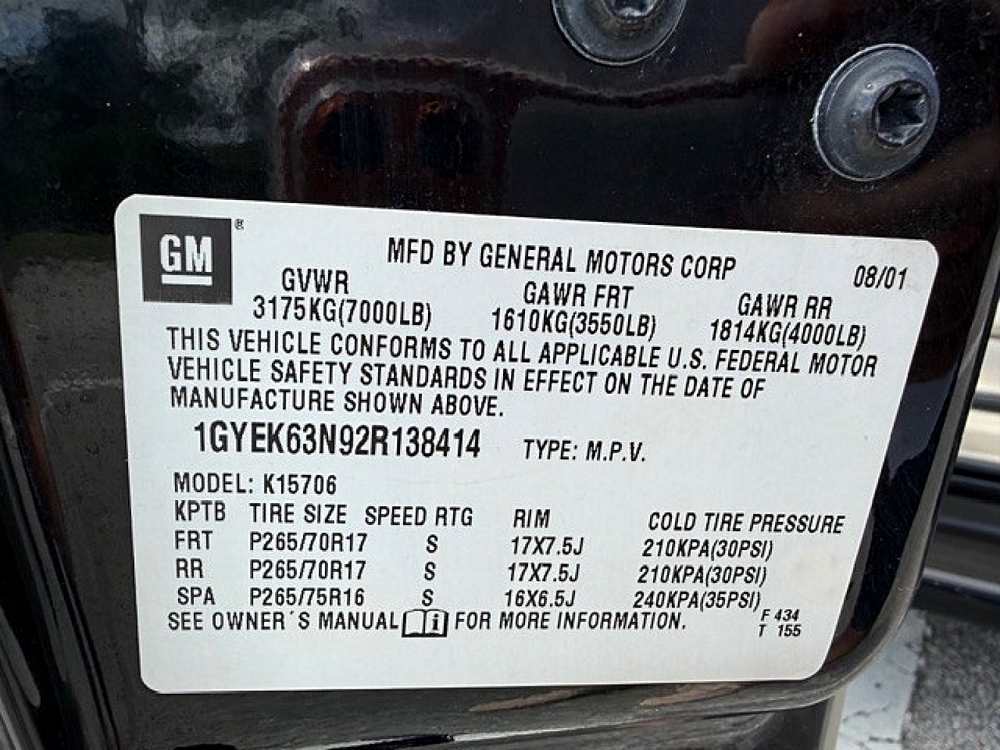 GM®
MFD BY GENERAL MOTORS CORP 08/01
GVWR GAWR FRT GAWR RR
3175KG(7000LB) 1610KG(3550LB) 1814KG(4000LB)
THIS VEHICLE CONFORMS TO ALL APPLICABLE U.S. FEDERAL MOTOR
VEHICLE SAFETY STANDARDS IN EFFECT ON THE DATE OF
MANUFACTURE SHOWN ABOVE.
1GYEK63N92R138414 TYPE: M.P.V.
MODEL: K15706
KPTB TIRE SIZE SPEED RTG RIM COLD TIRE PRESSURE
FRT P265/70R17 S 17X7.5J 210KPA(30PSI)
RR P265/70R17 S 17X7.5J 210KPA(30PSI)
SPA P265/75R16 S 16X6.5J 240KPA(35PSI)
SEE OWNER'S MANUAL i FOR MORE INFORMATION.
F 434
T 155